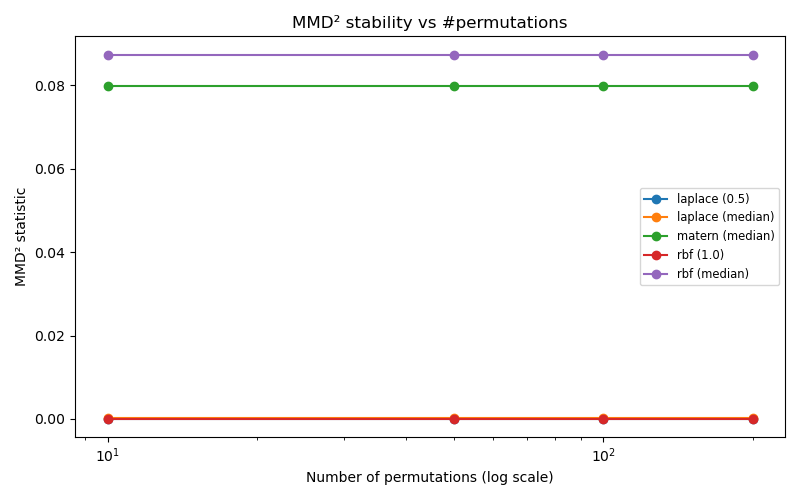 MMD² stability vs #permutations
MMD² statistic
0.08
0.06
0.04
0.02
0.00
laplace (0.5)
laplace (median)
matern (median)
rbf (1.0)
rbf (median)
10¹
10²
Number of permutations (log scale)